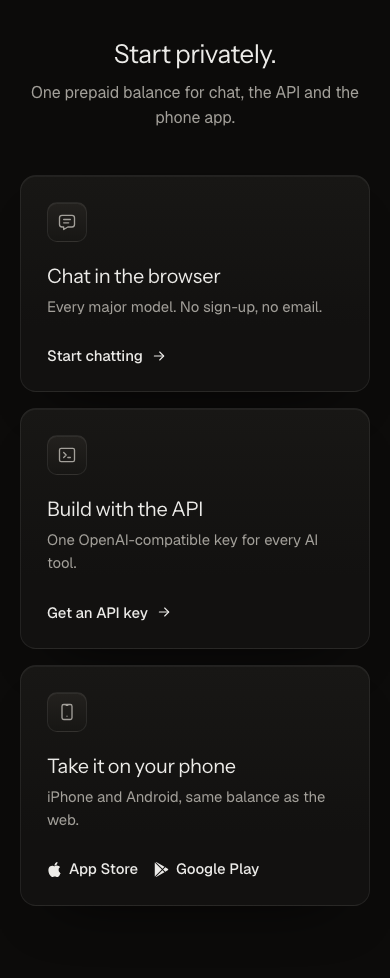 Start privately.
One prepaid balance for chat, the API and the
phone app.
Chat in the browser
Every major model. No sign-up, no email.
Start chatting →
Build with the API
One OpenAI-compatible key for every AI
tool.
Get an API key →
Take it on your phone
iPhone and Android, same balance as the
web.
App Store Google Play